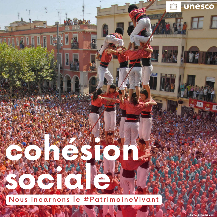 unesco
cohésion
sociale
Nous incarnons le #PatrimoineVivant